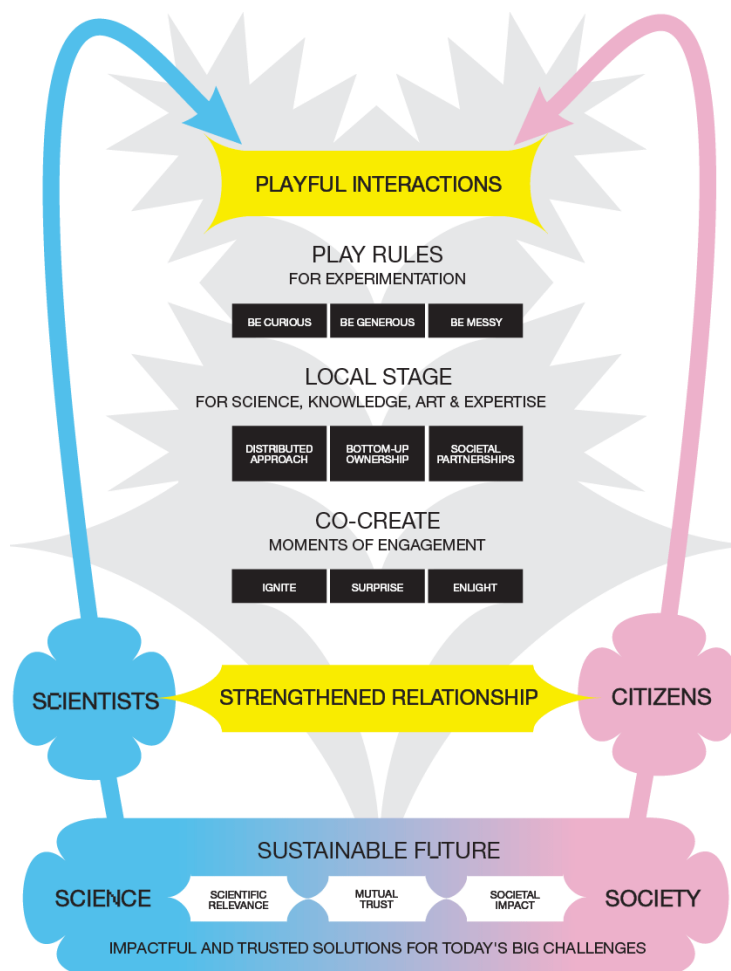 PLAYFUL INTERACTIONS
PLAY RULES
FOR EXPERIMENTATION
BE CURIOUS
BE GENEROUS
BE MESSY
LOCAL STAGE
FOR SCIENCE, KNOWLEDGE, ART & EXPERTISE
DISTRIBUTED
APPROACH
BOTTOM-UP
OWNERSHIP
SOCIETAL
PARTNERSHIPS
CO-CREATE
MOMENTS OF ENGAGEMENT
IGNITE
SURPRISE
ENLIGHT
SCIENTISTS
STRENGTHENED RELATIONSHIP
CITIZENS
SUSTAINABLE FUTURE
SCIENCE
SCIENTIFIC
RELEVANCE
MUTUAL
TRUST
SOCIETAL
IMPACT
SOCIETY
IMPACTFUL AND TRUSTED SOLUTIONS FOR TODAY'S BIG CHALLENGES